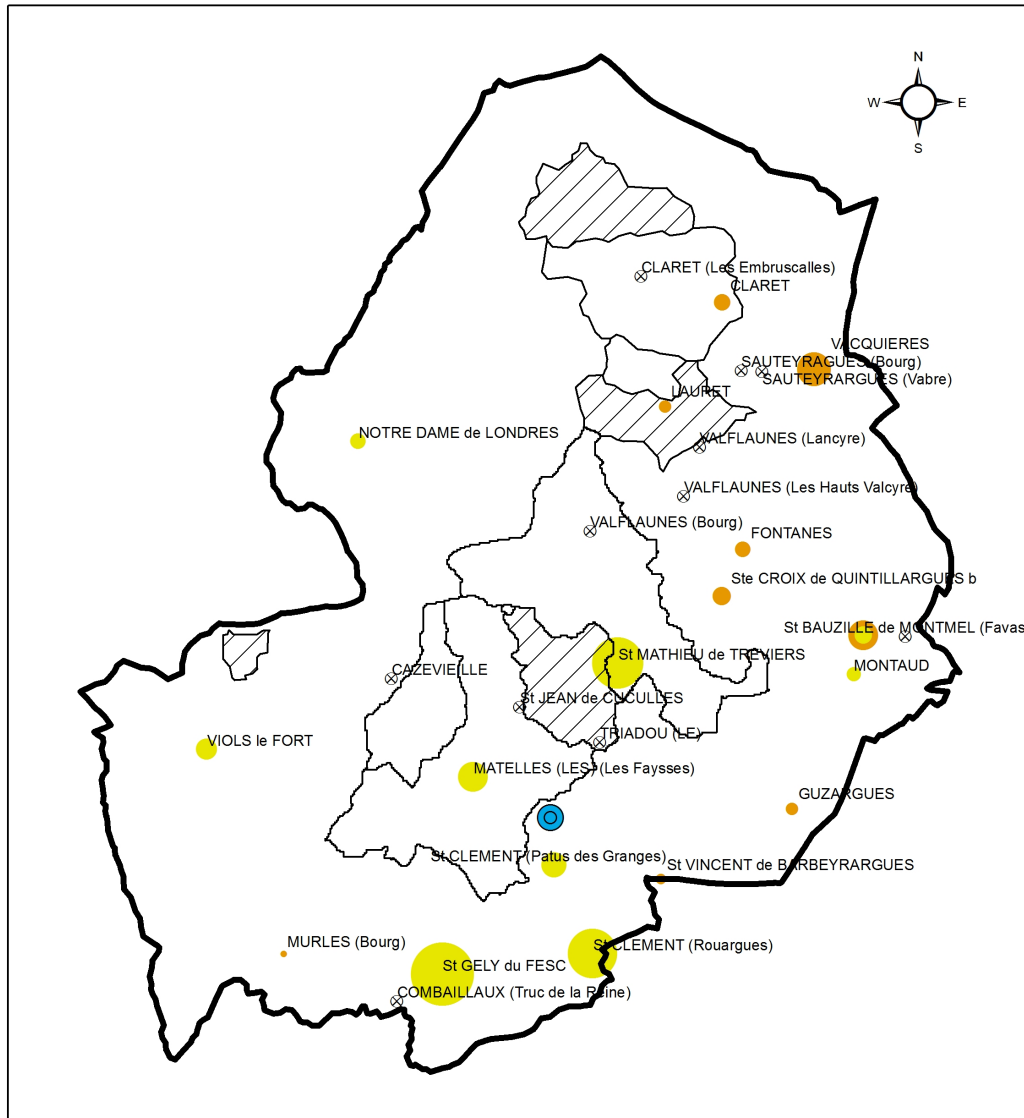 N
W E
S
CLARET (Les Embruscalles)
CLARET
VACQUIERES
SAUTEYRAGUES (Bourg)
SAUTEYRARGUES (Vabre)
LAURET
NOTRE DAME de LONDRES
VALFLAUNES (Lancyre)
VALFLAUNES (Les Hauts Valcyre)
VALFLAUNES (Bourg)
FONTANES
Ste CROIX de QUINTILLARGUES b
St BAUZILLE de MONTMEL (Favas
St MATHIEU de TREVIERS
MONTAUD
CAZEVIEILLE
St JEAN de CUCULLES
TRIADOU (LE)
VIOLS le FORT
MATELLES (LES) (Les Faysses)
GUZARGUES
St CLEMENT (Patus des Granges)
St VINCENT de BARBEYRARGUES
MURLES (Bourg)
St CLEMENT (Rouargues)
St GELY du FESC
COMBAILLAUX (Truc de la Reine)